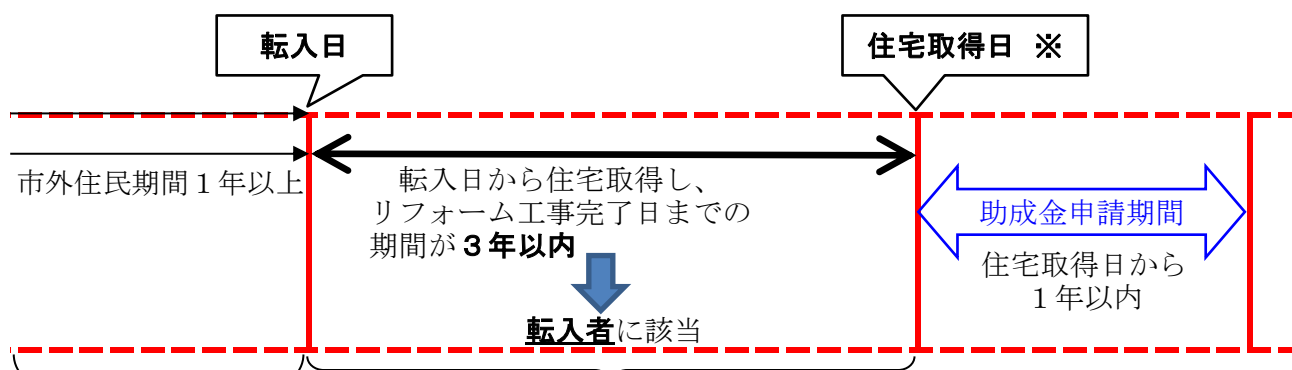 転入日
住宅取得日 ※
市外住民期間１年以上
転入日から住宅取得し、
リフォーム工事完了日までの
期間が３年以内
転入者に該当
助成金申請期間
住宅取得日から
１年以内